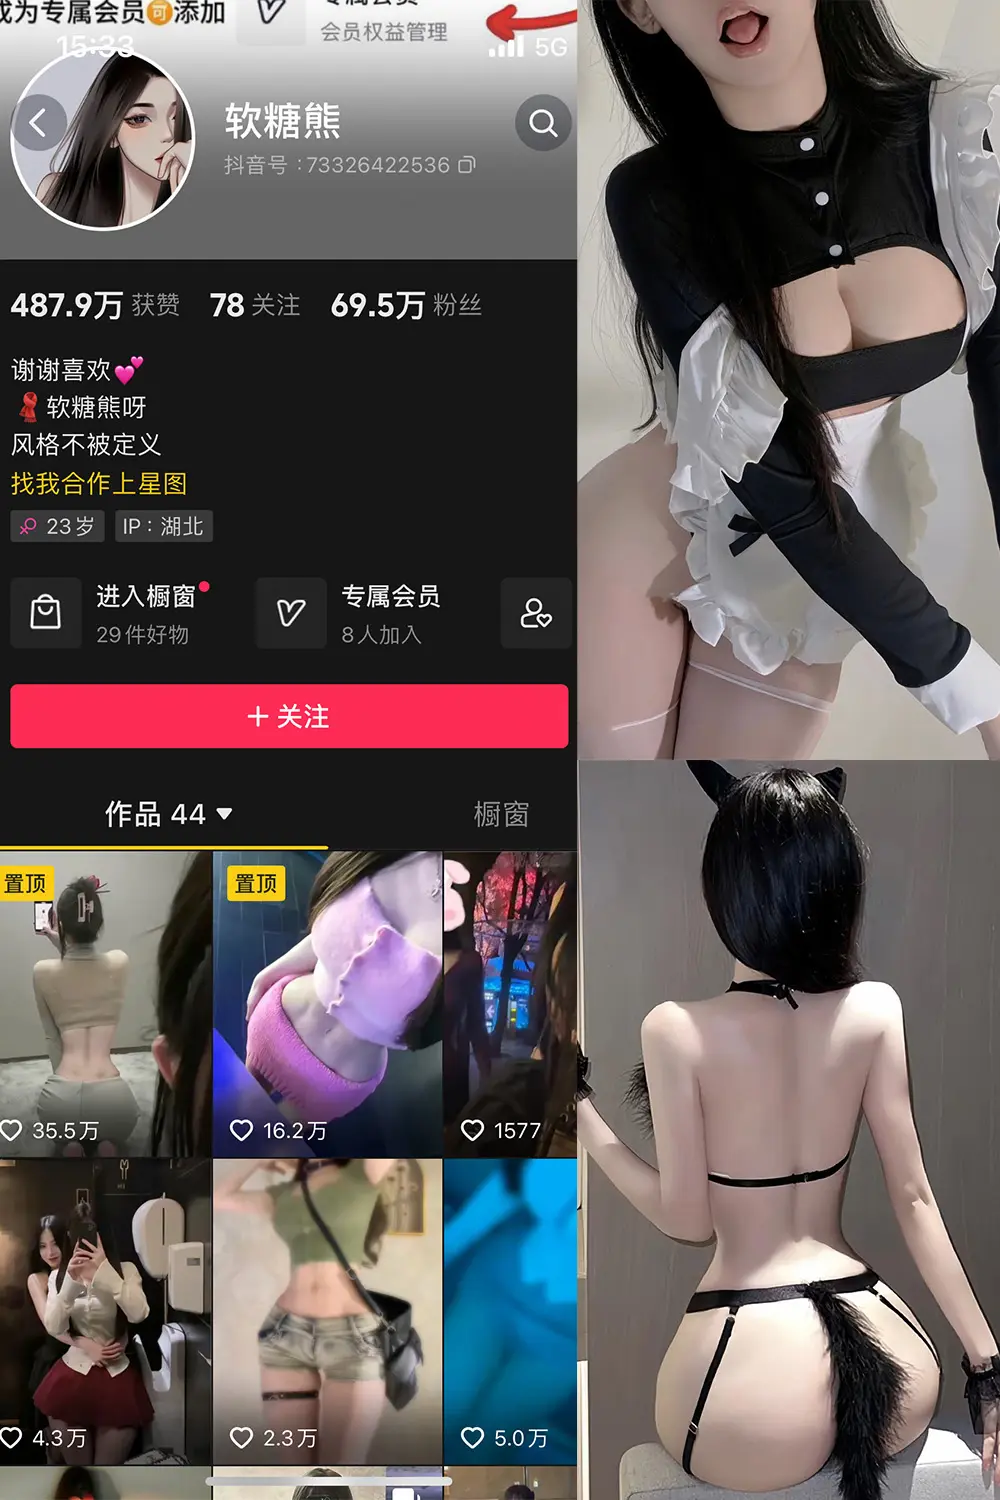 成为专属会员可添加
会员权益管理
15:33
5G
软糖熊
抖音号：73326422536
487.9万 获赞 78 关注 69.5万 粉丝
谢谢喜欢💕
🧣软糖熊呀
风格不被定义
找我合作上星图
23岁 IP：湖北
进入橱窗
29件好物
专属会员
8人加入
+ 关注
作品 44
橱窗
置顶
置顶
35.5万
16.2万
1577
4.3万
2.3万
5.0万